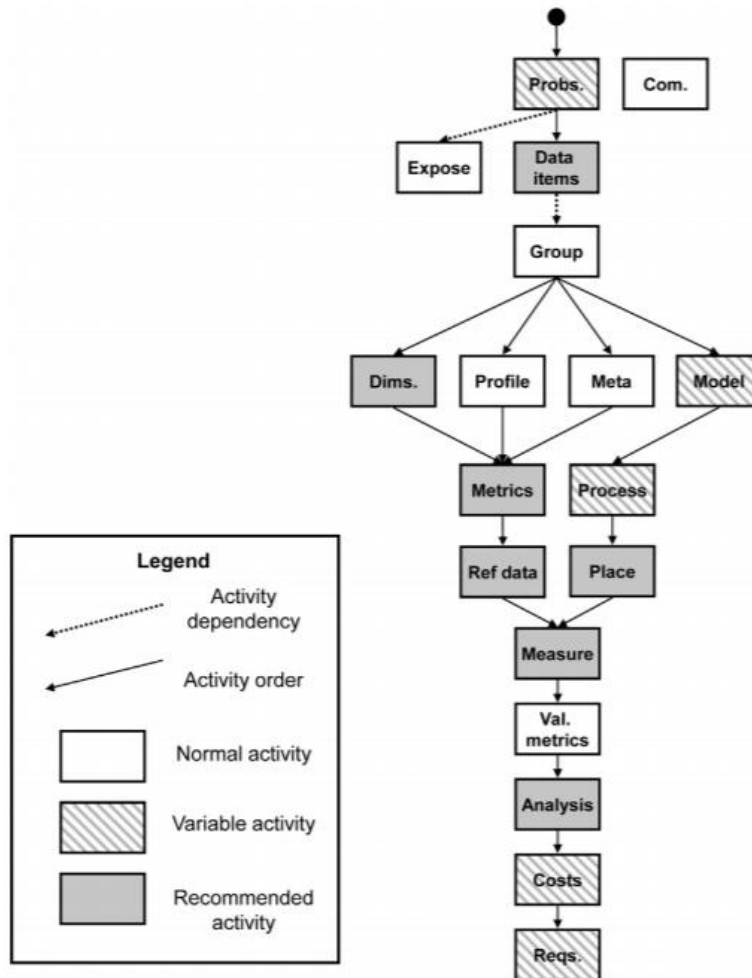 Probs.
Com.
Expose
Data
items
Group
Dims.
Profile
Meta
Model
Metrics
Process
Ref data
Place
Measure
Val.
metrics
Analysis
Costs
Reqs.
Legend
Activity
dependency
Activity order
Normal activity
Variable activity
Recommended
activity